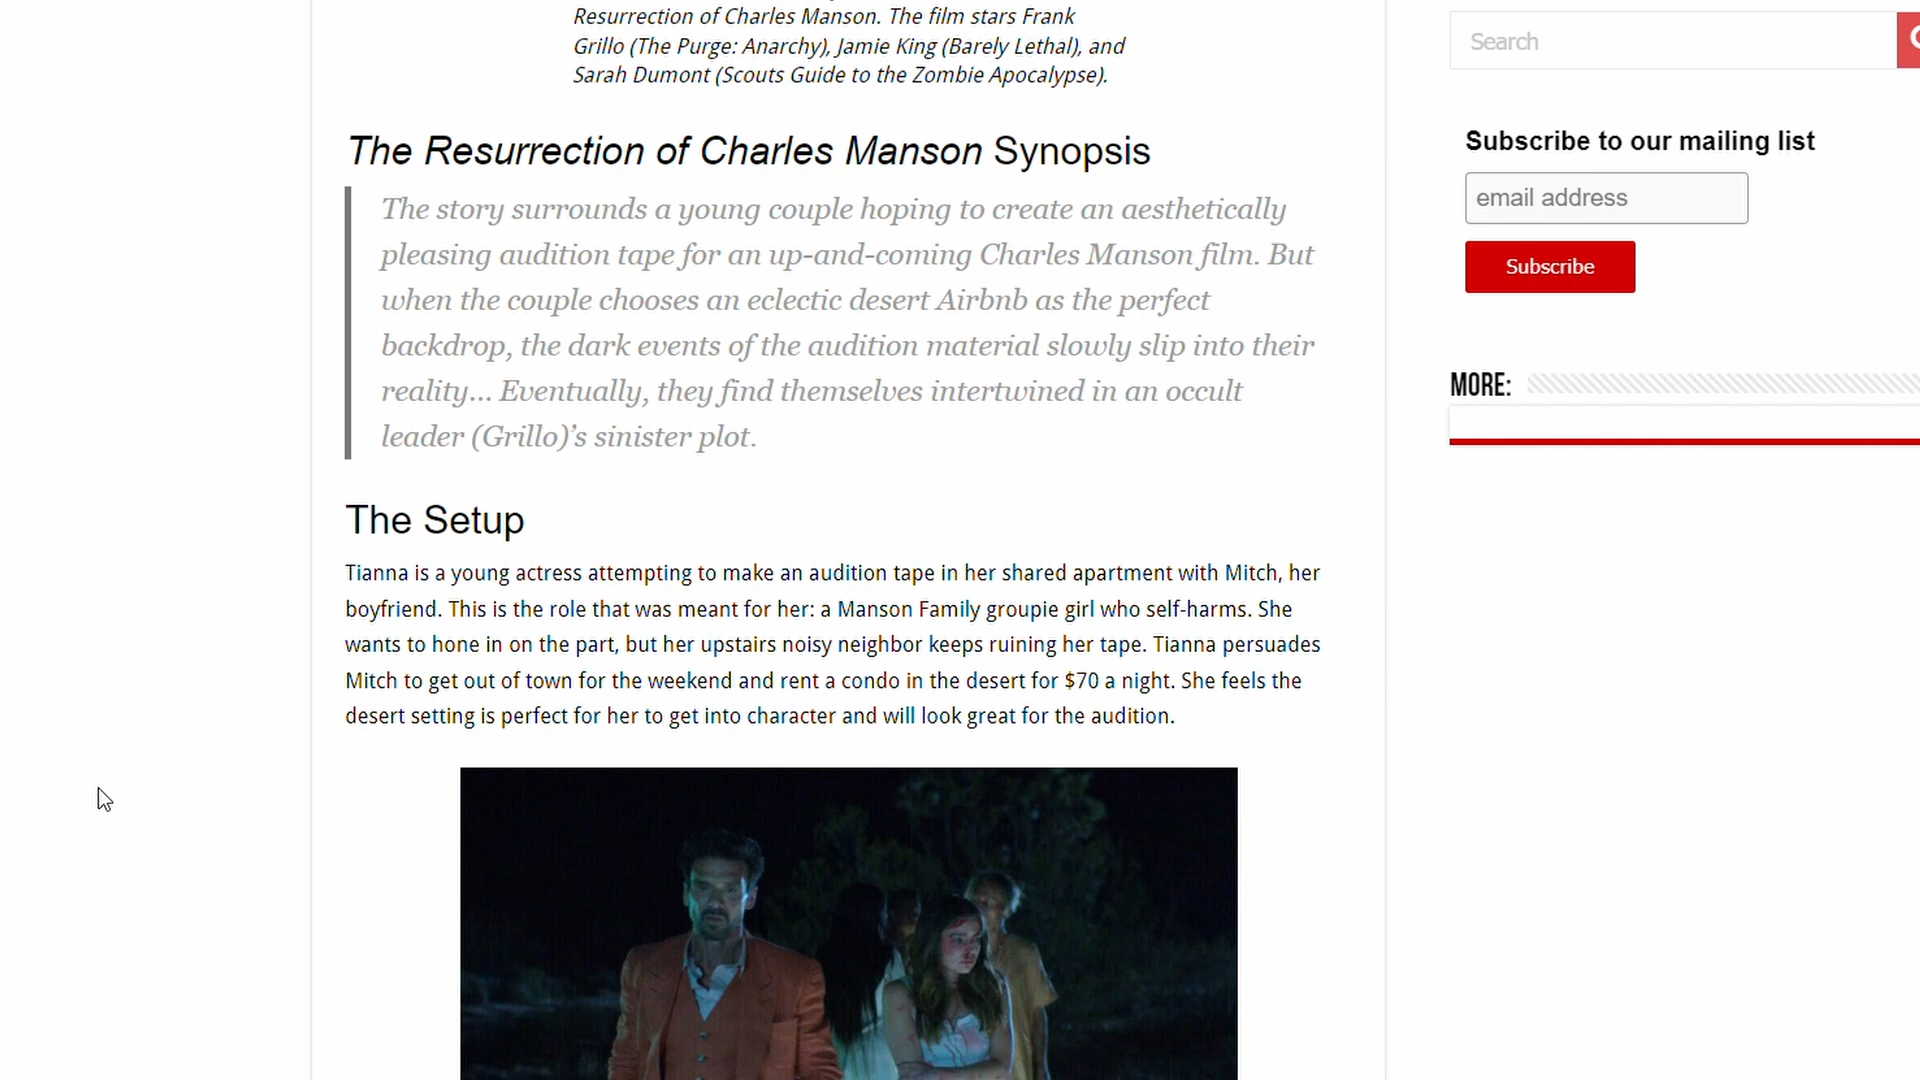 Resurrection of Charles Manson. The film stars Frank
Grillo (The Purge: Anarchy), Jamie King (Barely Lethal), and
Sarah Dumont (Scouts Guide to the Zombie Apocalypse).
The Resurrection of Charles Manson Synopsis
The story surrounds a young couple hoping to create an aesthetically
pleasing audition tape for an up-and-coming Charles Manson film. But
when the couple chooses an eclectic desert Airbnb as the perfect
backdrop, the dark events of the audition material slowly slip into their
reality… Eventually, they find themselves intertwined in an occult
leader (Grillo)’s sinister plot.
The Setup
Tianna is a young actress attempting to make an audition tape in her shared apartment with Mitch, her
boyfriend. This is the role that was meant for her: a Manson Family groupie girl who self-harms. She
wants to hone in on the part, but her upstairs noisy neighbor keeps ruining her tape. Tianna persuades
Mitch to get out of town for the weekend and rent a condo in the desert for $70 a night. She feels the
desert setting is perfect for her to get into character and will look great for the audition.
Search
Subscribe to our mailing list
email address
Subscribe
MORE: